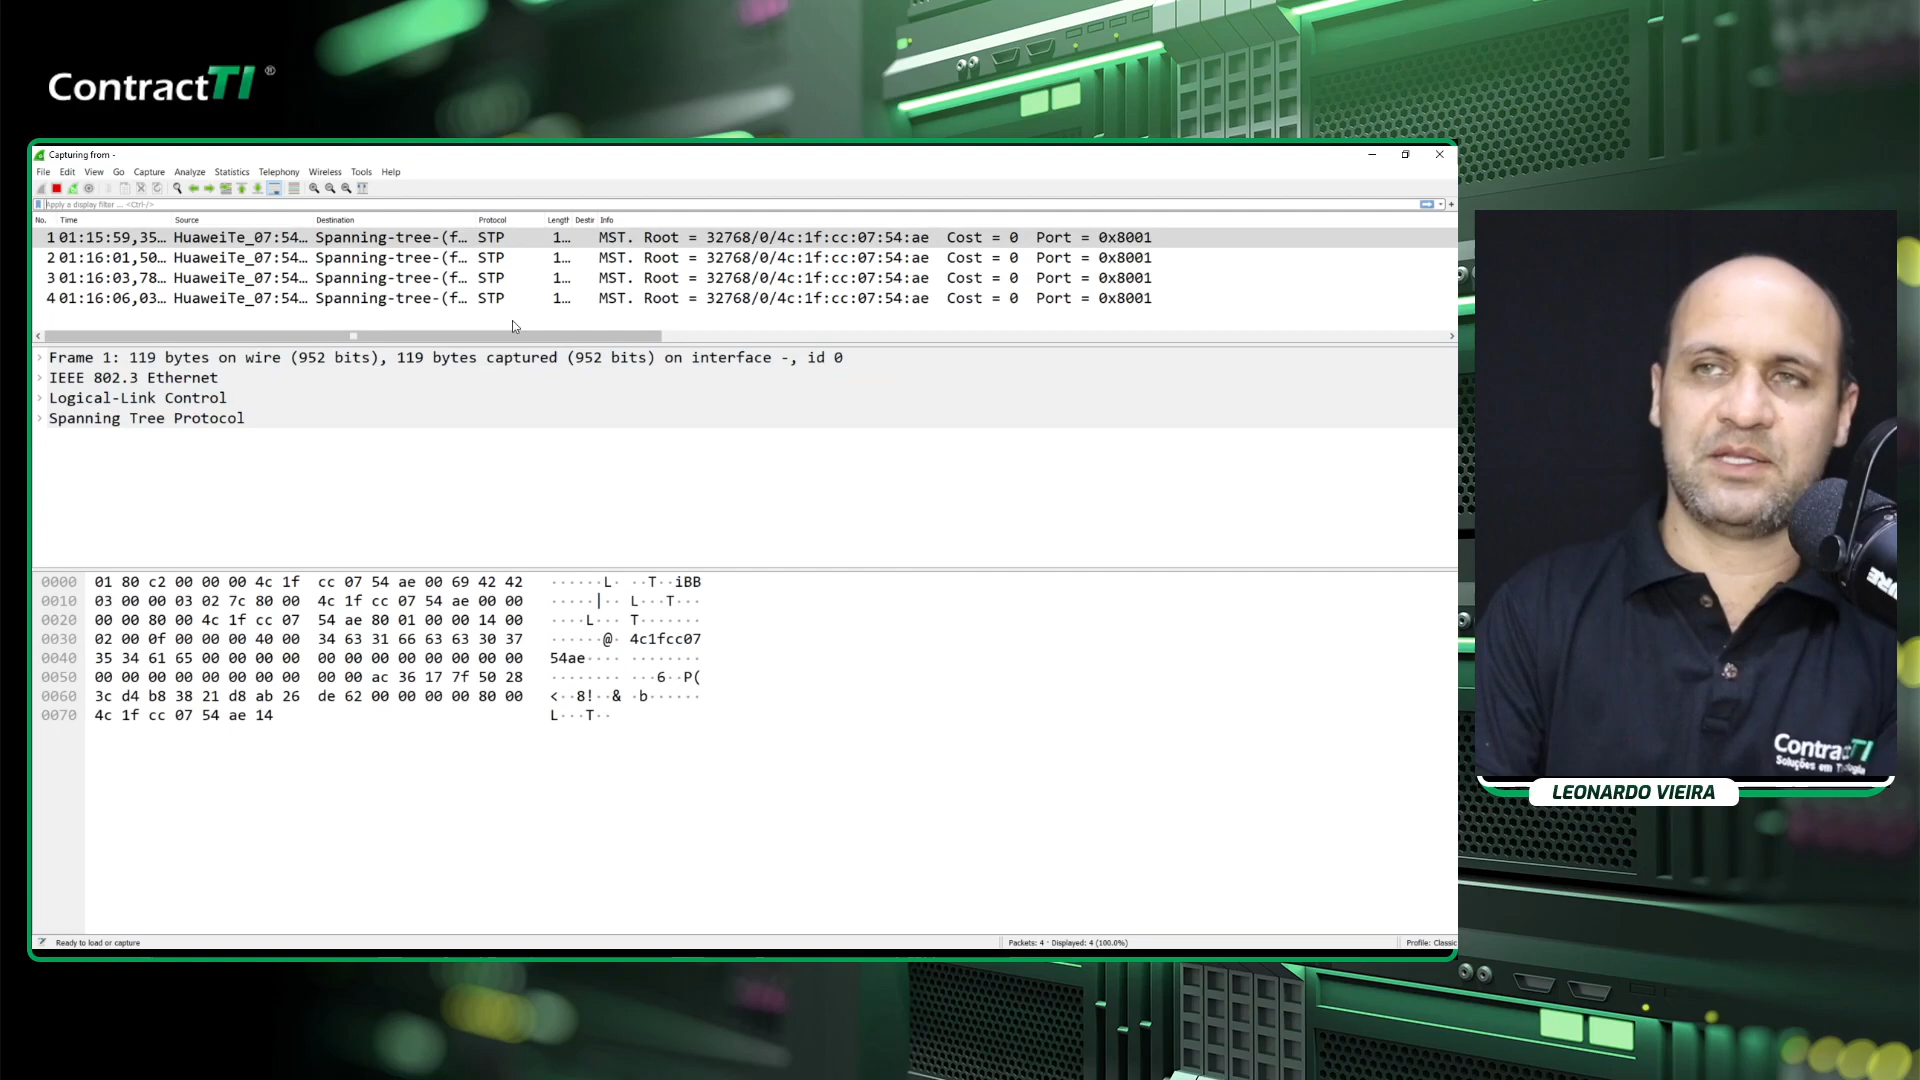 ContractTI ®
Capturing from -
File Edit View Go Capture Analyze Statistics Telephony Wireless Tools Help
Apply a display filter ... <Ctrl-/>
No. Time Source Destination Protocol Length Destir Info
1 01:15:59,35... HuaweiTe_07:54... Spanning-tree-(f... STP 1... MST. Root = 32768/0/4c:1f:cc:07:54:ae Cost = 0 Port = 0x8001
2 01:16:01,50... HuaweiTe_07:54... Spanning-tree-(f... STP 1... MST. Root = 32768/0/4c:1f:cc:07:54:ae Cost = 0 Port = 0x8001
3 01:16:03,78... HuaweiTe_07:54... Spanning-tree-(f... STP 1... MST. Root = 32768/0/4c:1f:cc:07:54:ae Cost = 0 Port = 0x8001
4 01:16:06,03... HuaweiTe_07:54... Spanning-tree-(f... STP 1... MST. Root = 32768/0/4c:1f:cc:07:54:ae Cost = 0 Port = 0x8001
Frame 1: 119 bytes on wire (952 bits), 119 bytes captured (952 bits) on interface -, id 0
IEEE 802.3 Ethernet
Logical-Link Control
Spanning Tree Protocol
0000 01 80 c2 00 00 00 4c 1f cc 07 54 ae 00 69 42 42 ······L· ··T··iBB
0010 03 00 00 03 02 7c 80 00 4c 1f cc 07 54 ae 00 00 ·····|·· L···T···
0020 00 00 80 00 4c 1f cc 07 54 ae 80 01 00 00 14 00 ····L··· T·······
0030 02 00 0f 00 00 00 40 00 34 63 31 66 63 63 30 37 ······@· 4c1fcc07
0040 35 34 61 65 00 00 00 00 00 00 00 00 00 00 00 00 54ae···· ········
0050 00 00 00 00 00 00 00 00 00 00 ac 36 17 7f 50 28 ········ ···6··P(
0060 3c d4 b8 38 21 d8 ab 26 de 62 00 00 00 00 80 00 <··8!··& ·b······
0070 4c 1f cc 07 54 ae 14 L···T··
Ready to load or capture
Packets: 4 · Displayed: 4 (100.0%)
Profile: Classic
ContractTI
Soluções em
LEONARDO VIEIRA